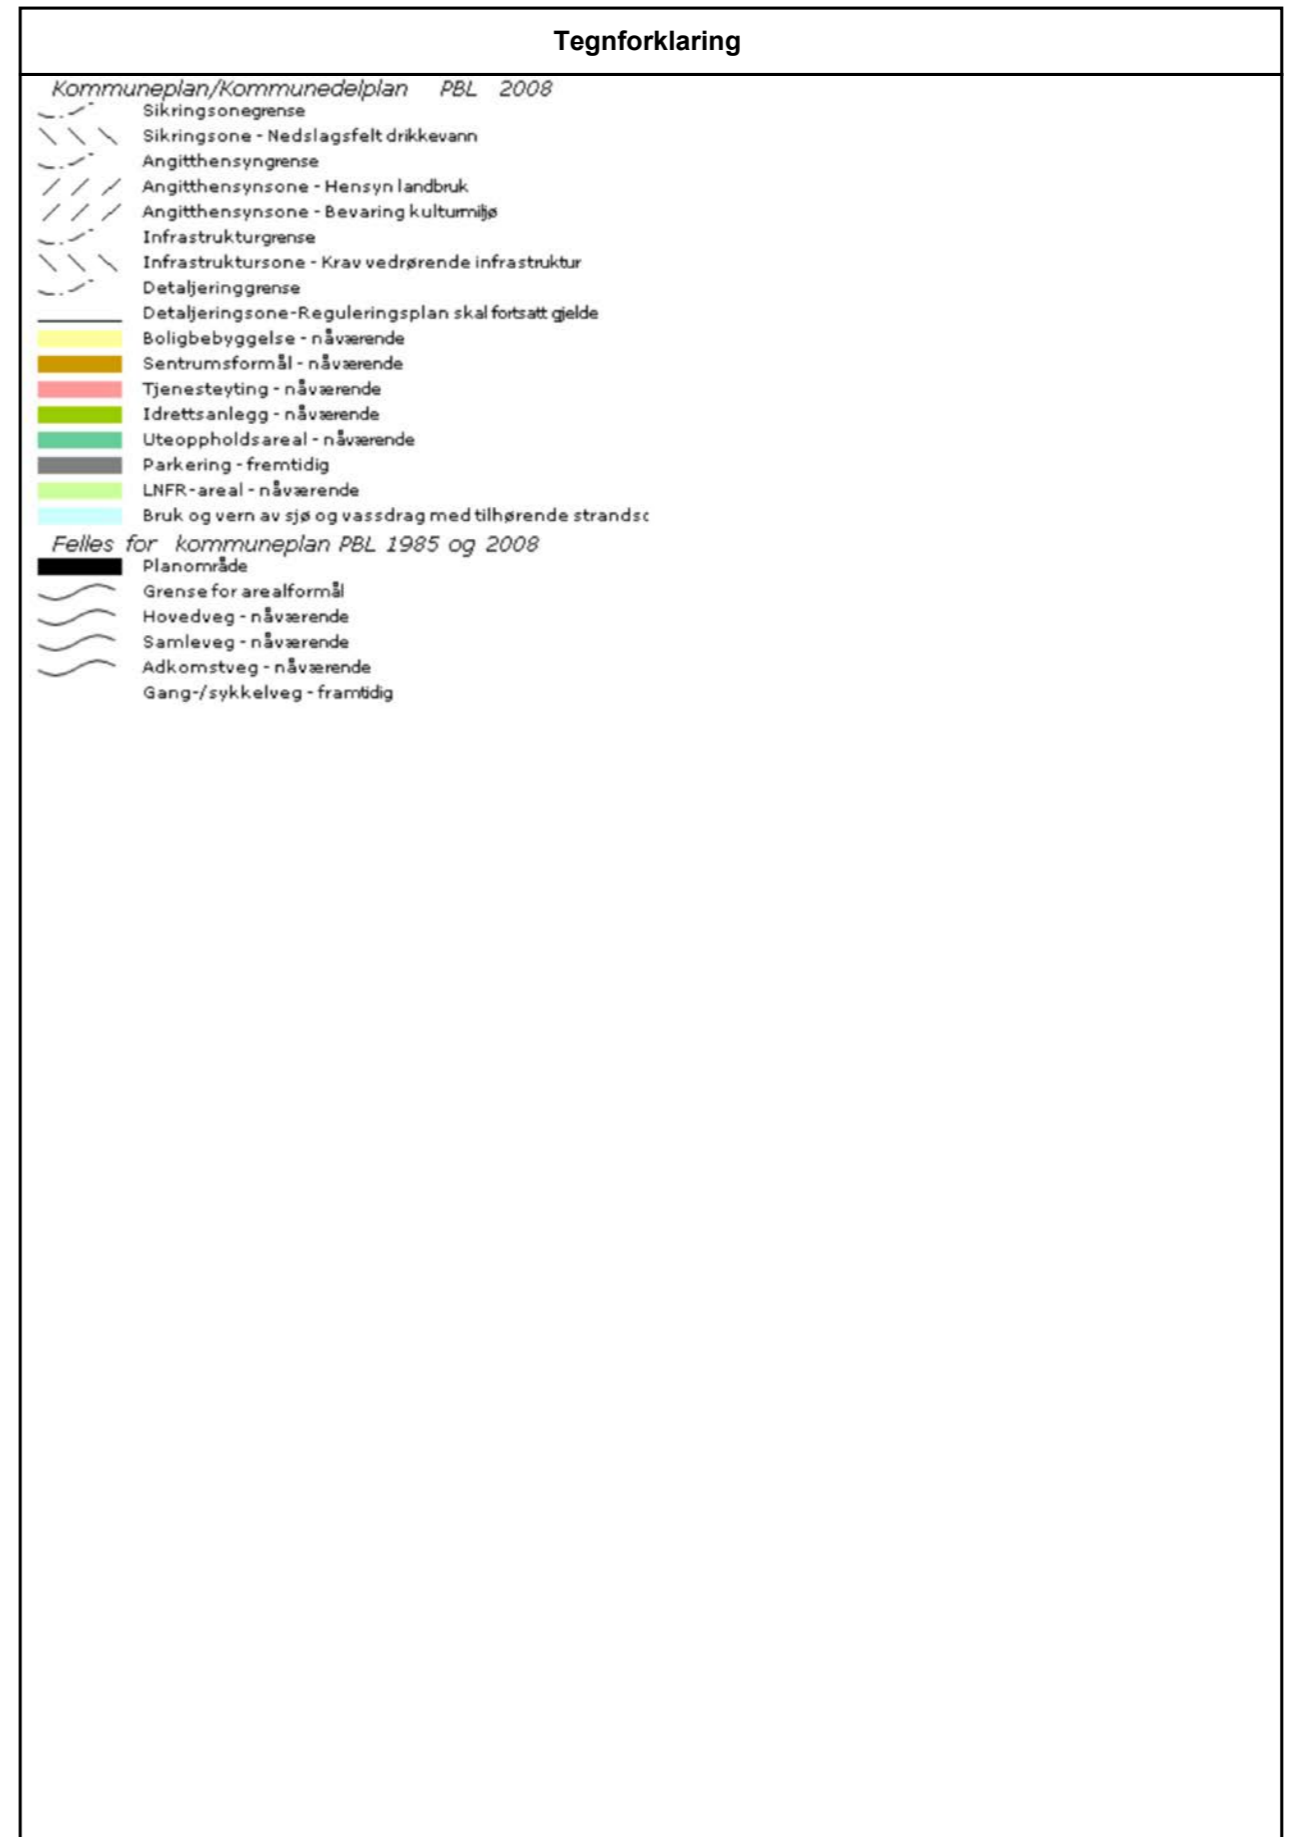 Tegnforklaring
Kommuneplan/Kommunedelplan PBL 2008
Sikringsonegrense
Sikringsone - Nedslagsfelt drikkevann
Angitthensyngrense
Angitthensynsone - Hensyn landbruk
Angitthensynsone - Bevaring kulturmiljø
Infrastrukturgrense
Infrastruktursone - Krav vedrørende infrastruktur
Detaljeringgrense
Detaljeringsone-Reguleringsplan skal fortsatt gjelde
Boligbebyggelse - nåværende
Sentrumsformål - nåværende
Tjenesteyting - nåværende
Idrettsanlegg - nåværende
Uteoppholdsareal - nåværende
Parkering - fremtidig
LNFR-areal - nåværende
Bruk og vern av sjø og vassdrag med tilhørende
Felles for kommuneplan PBL 1985 og 2008
Planområde
Grense for arealformål
Hovedveg - nåværende
Samleveg - nåværende
Adkomstveg - nåværende
Gang-/sykkelveg - framtidig